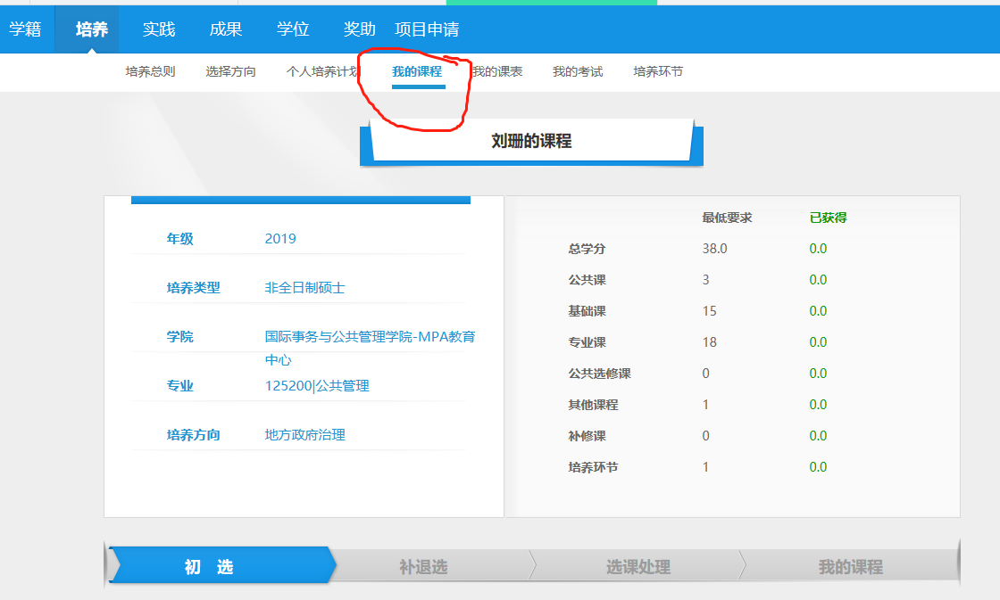 学籍 培养 实践 成果 学位 奖助 项目申请
培养总则 选择方向 个人培养计划 我的课程 我的课表 我的考试 培养环节
刘珊的课程
年级 2019
培养类型 非全日制硕士
学院 国际事务与公共管理学院-MPA教育
中心
专业 125200|公共管理
培养方向 地方政府治理
最低要求 已获得
总学分 38.0 0.0
公共课 3 0.0
基础课 15 0.0
专业课 18 0.0
公共选修课 0 0.0
其他课程 1 0.0
补修课 0 0.0
培养环节 1 0.0
初 选 补退选 选课处理 我的课程